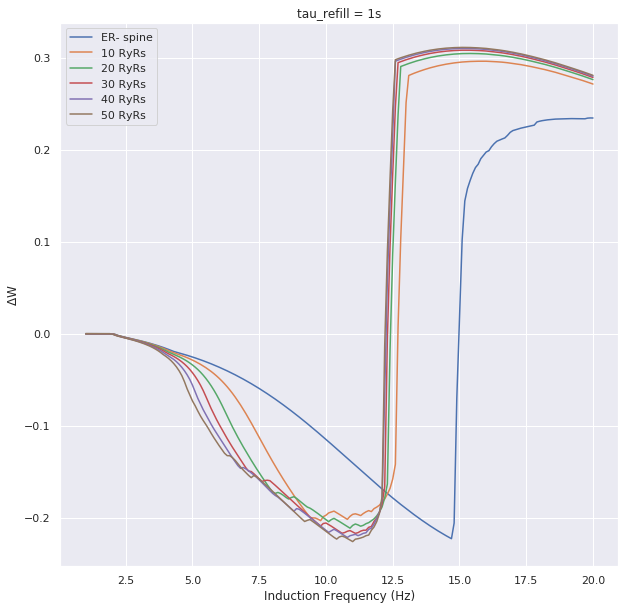 tau_refill = 1s
ER- spine
10 RyRs
20 RyRs
30 RyRs
40 RyRs
50 RyRs
0.3
0.2
0.1
0.0
−0.1
−0.2
ΔW
2.5 5.0 7.5 10.0 12.5 15.0 17.5 20.0
Induction Frequency (Hz)